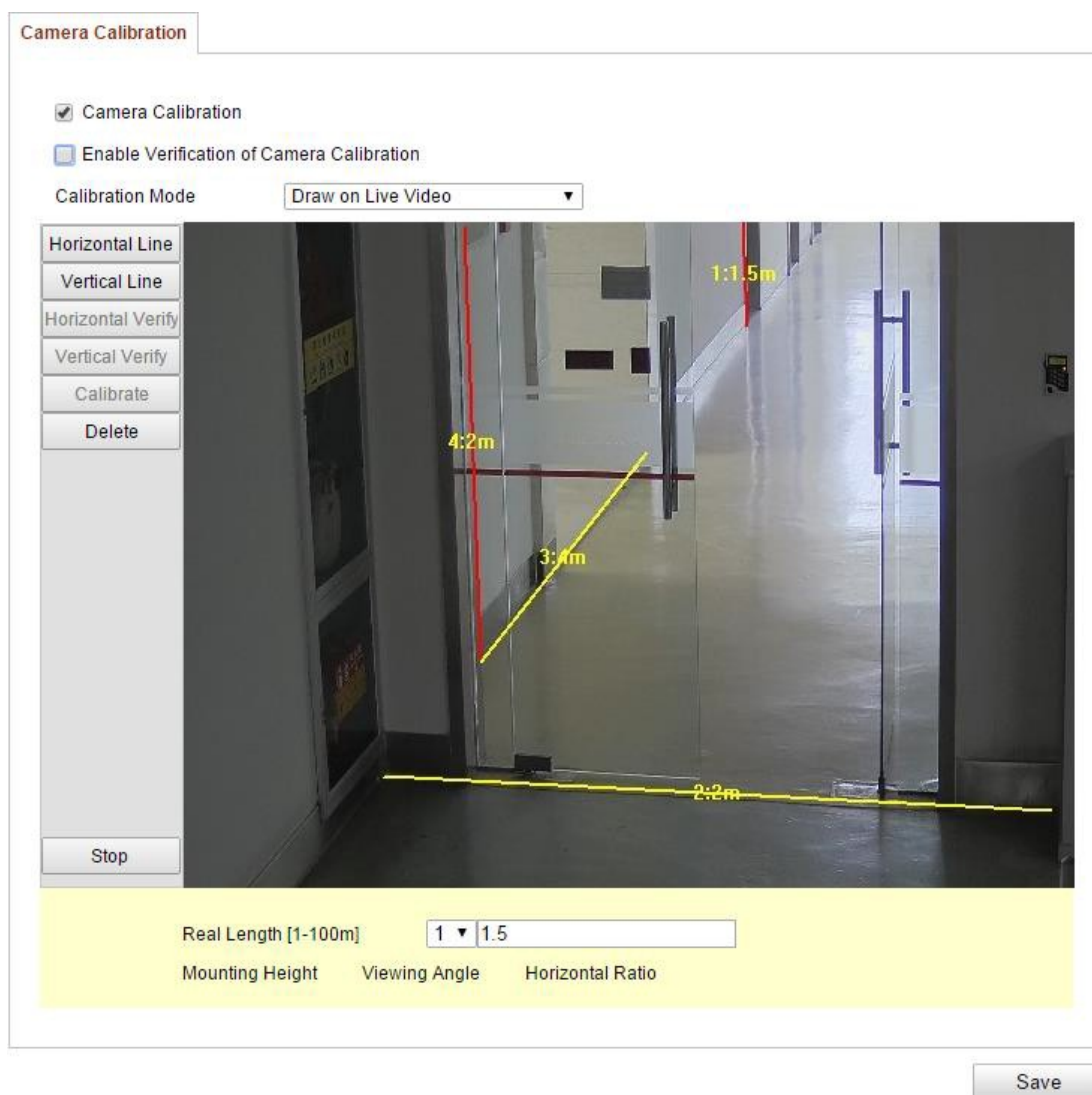 Camera Calibration
Camera Calibration
Enable Verification of Camera Calibration
Calibration Mode Draw on Live Video
Horizontal Line
Vertical Line
Horizontal Verify
Vertical Verify
Calibrate
Delete
Stop
1:1.5m
4:2m
3:4m
2:2m
Real Length [1-100m] 1 1.5
Mounting Height Viewing Angle Horizontal Ratio
Save